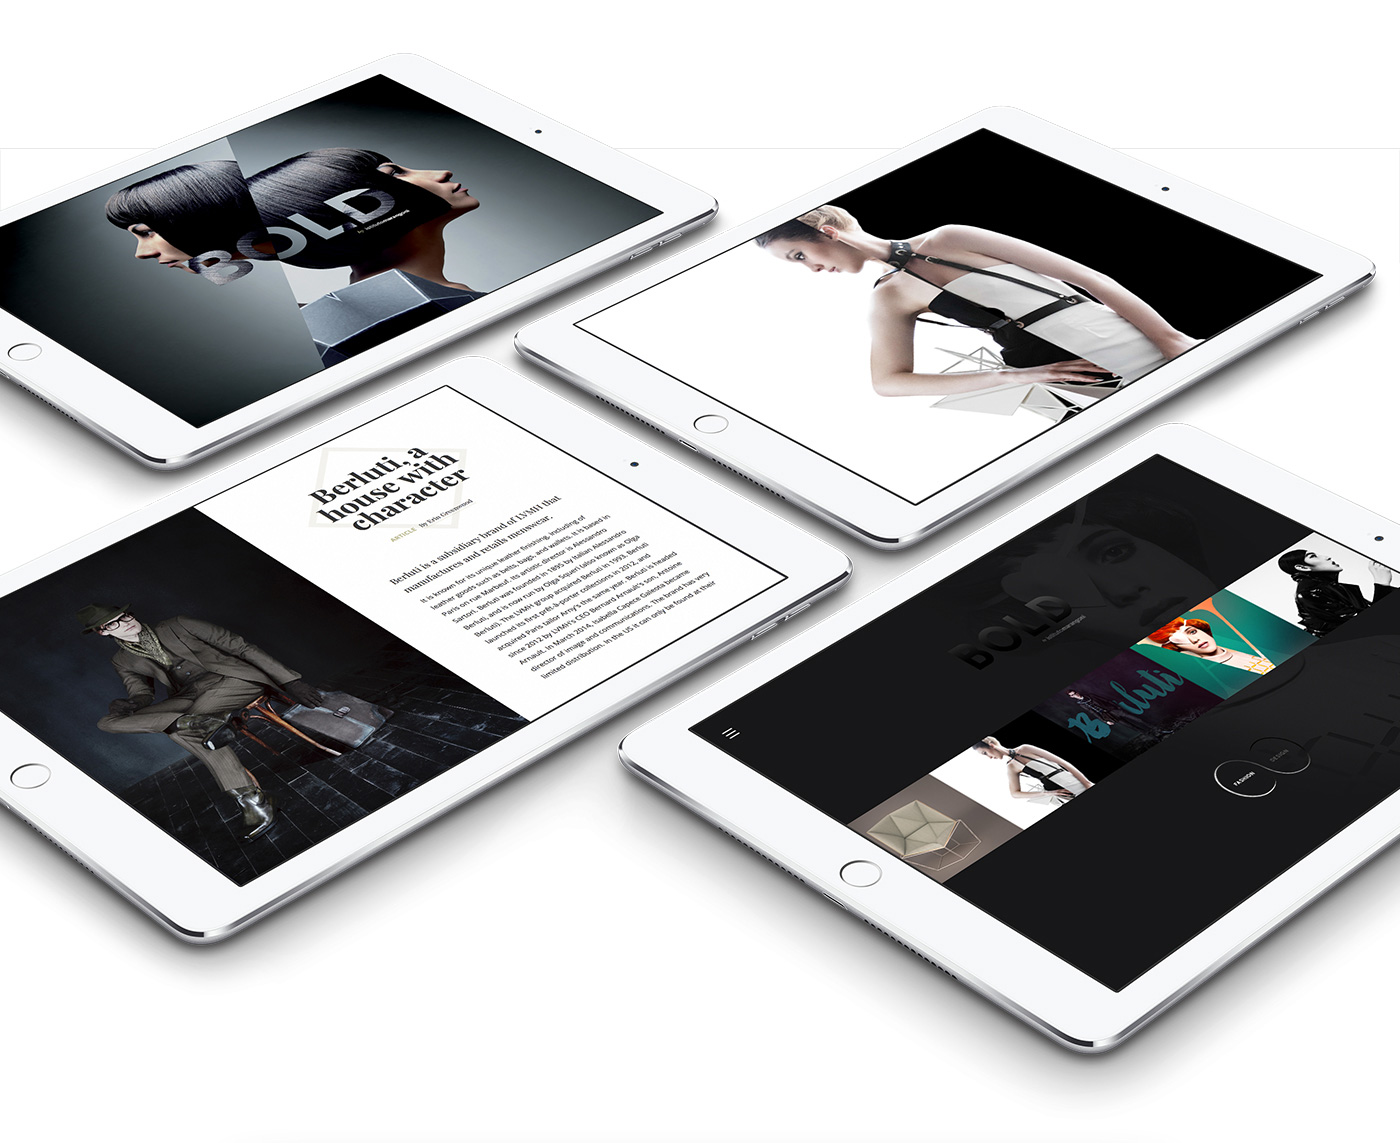 BOLD
BY istitutomarangoni
Berluti, a
house with
character
ARTICLE by Erin Greenwood
Berluti is a subsidiary brand of LVMH that
manufactures and retails menswear.
It is known for its unique leather finishing, including of
leather goods such as belts, bags, and wallets. It is based in
Paris on rue Marbeuf. Its artistic director is Alessandro
Sartori. Berluti was founded in 1895 by Italian Alessandro
Berluti, and is now run by Olga Squeri (also known as Olga
Berluti). The LVMH group acquired Berluti in 1993. Berluti
launched its first prêt-à-porter collections in 2012, and
acquired Paris tailor Arny's the same year. Berluti is headed
since 2012 by LVMH's CEO Bernard Arnault's son, Antoine
Arnault. In March 2014, Isabella Capece Galeota became
director of image and communications. The brand has very
limited distribution. In the US it can only be found at their
BOLD
BY istitutomarangoni
Berluti
FASHION
DESIGN